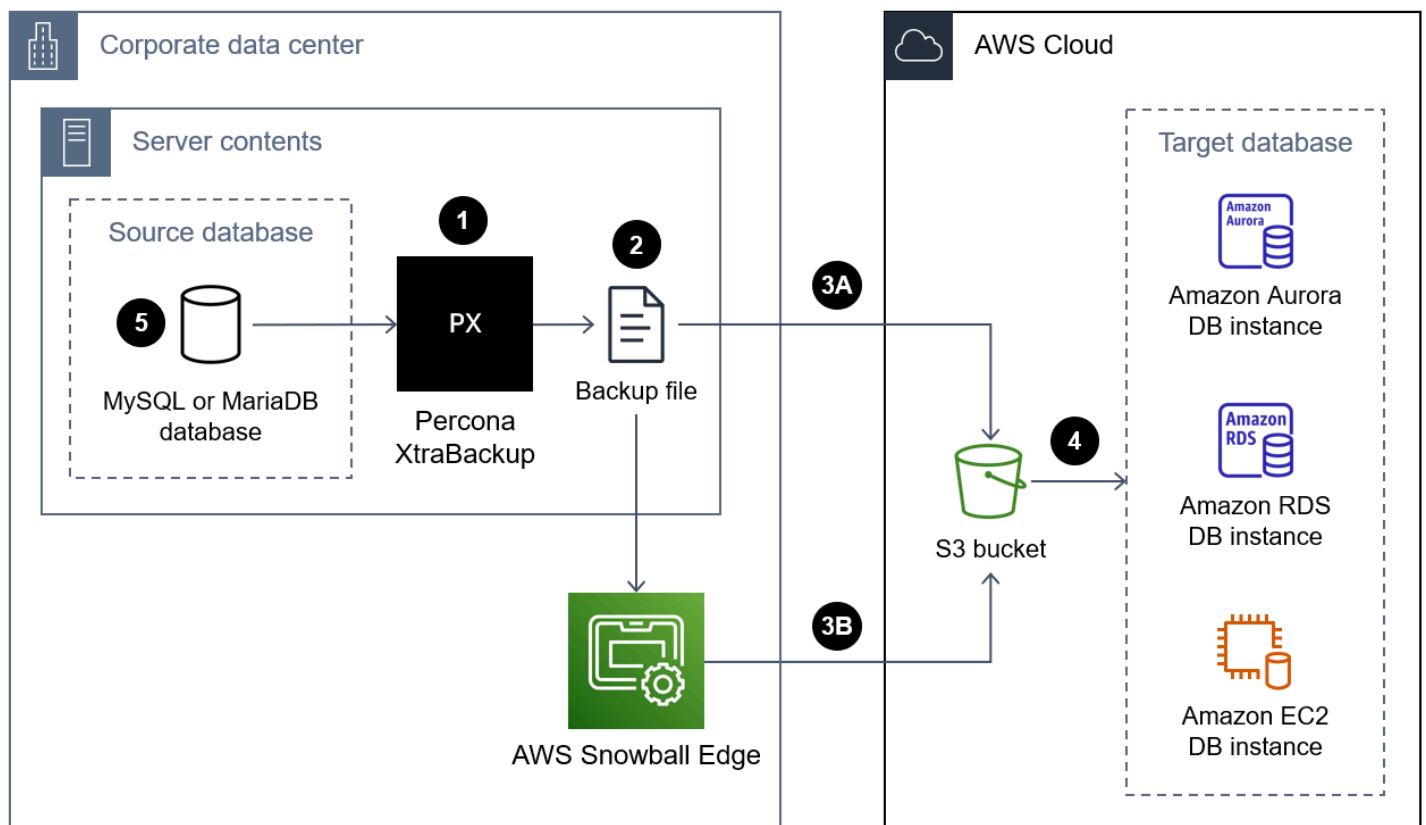 Corporate data center
AWS Cloud
Server contents
Target database
Source database
1
2
3A
Amazon
Aurora
Amazon Aurora
DB instance
5
PX
MySQL or MariaDB
database
Percona
XtraBackup
Backup file
4
Amazon
RDS
Amazon RDS
DB instance
S3 bucket
3B
Amazon EC2
DB instance
AWS Snowball Edge